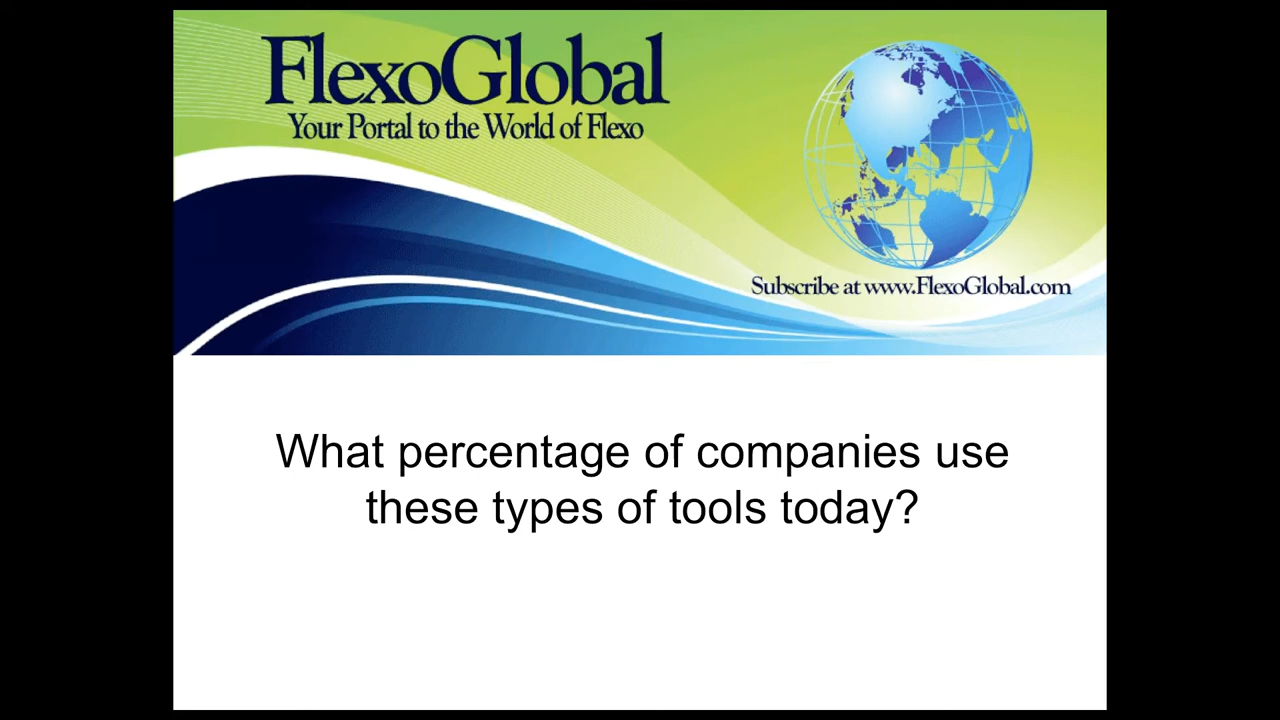 FlexoGlobal
Your Portal to the World of Flexo
Subscribe at www.FlexoGlobal.com
What percentage of companies use
these types of tools today?